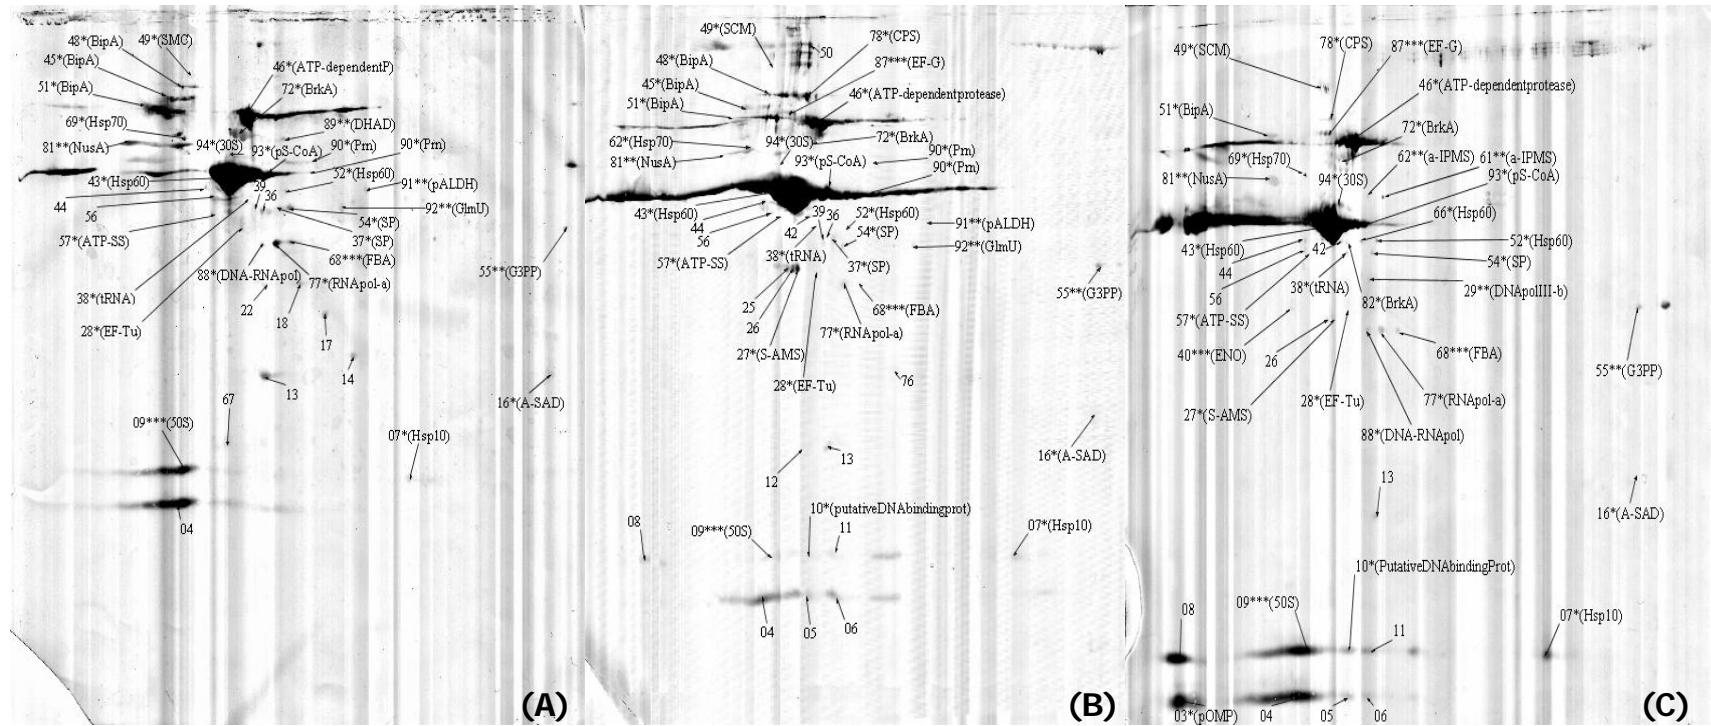 48*(BipA)
49*(SMC)
45*(BipA)
46*(ATP-dependentP)
51*(BipA)
72*(BrkA)
69*(Hsp70)
89**(DHAD)
81**(NusA)
94*(30S)
93*(pS-CoA)
90*(Prn)
90*(Prn)
43*(Hsp60)
39
52*(Hsp60)
91**(pALDH)
44
36
56
92**(GlmU)
54*(SP)
57*(ATP-SS)
37*(SP)
68***(FBA)
55**(G3PP)
88*(DNA-RNApol)
77*(RNApol-a)
38*(tRNA)
22
18
28*(EF-Tu)
17
14
13
16*(A-SAD)
67
09***(50S)
07*(Hsp10)
04
(A)
49*(SCM)
78*(CPS)
50
48*(BipA)
87***(EF-G)
45*(BipA)
46*(ATP-dependentprotease)
51*(BipA)
62*(Hsp70)
94*(30S)
72*(BrkA)
81**(NusA)
93*(pS-CoA)
90*(Prn)
90*(Prn)
43*(Hsp60)
39
36
52*(Hsp60)
44
42
91**(pALDH)
56
54*(SP)
92**(GlmU)
57*(ATP-SS)
38*(tRNA)
37*(SP)
55**(G3PP)
25
68***(FBA)
26
77*(RNApol-a)
27*(S-AMS)
28*(EF-Tu)
76
13
16*(A-SAD)
12
10*(putativeDNAbindingprot)
08
09***(50S)
11
07*(Hsp10)
04
05
06
(B)
49*(SCM)
78*(CPS)
87***(EF-G)
46*(ATP-dependentprotease)
51*(BipA)
72*(BrkA)
69*(Hsp70)
62**(a-IPMS)
61**(a-IPMS)
81**(NusA)
94*(30S)
93*(pS-CoA)
66*(Hsp60)
43*(Hsp60)
42
52*(Hsp60)
44
54*(SP)
38*(tRNA)
29**(DNApolIII-b)
56
82*(BrkA)
57*(ATP-SS)
40***(ENO)
26
68***(FBA)
55**(G3PP)
27*(S-AMS)
28*(EF-Tu)
77*(RNApol-a)
88*(DNA-RNApol)
13
16*(A-SAD)
10*(PutativeDNAbindingProt)
08
09***(50S)
07*(Hsp10)
11
03*(pOMP)
04
05
06
(C)